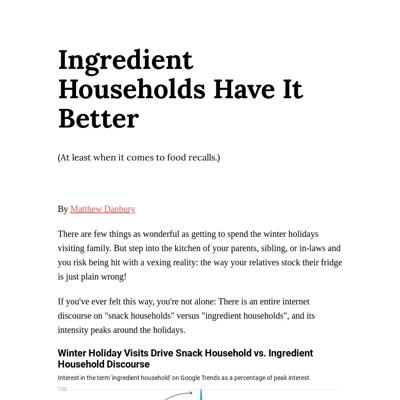 Ingredient
Households Have It
Better
(At least when it comes to food recalls.)
By Matthew Danbury
There are few things as wonderful as getting to spend the winter holidays
visiting family. But step into the kitchen of your parents, sibling, or in-laws and
you risk being hit with a vexing reality: the way your relatives stock their fridge
is just plain wrong!
If you've ever felt this way, you're not alone: There is an entire internet
discourse on "snack households" versus "ingredient households", and its
intensity peaks around the holidays.
Winter Holiday Visits Drive Snack Household vs. Ingredient
Household Discourse
Interest in the term 'ingredient household' on Google Trends as a percentage of peak interest.
100